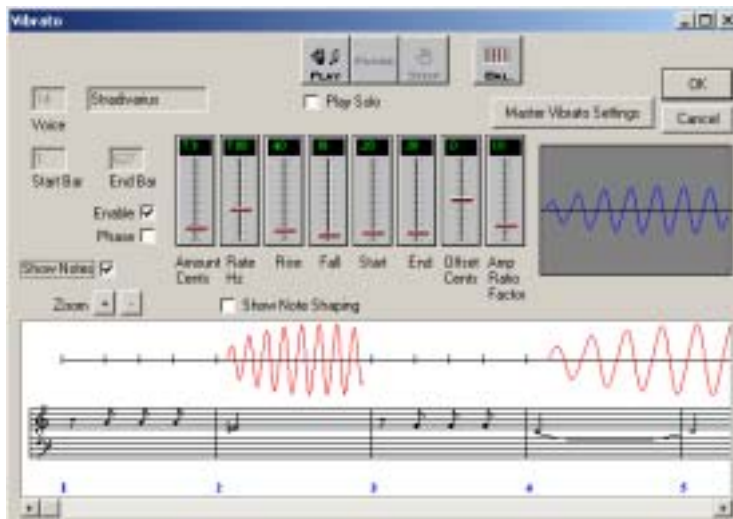 Vibrato
PLAY
Play Solo
OK
Stradivarius
Master Vibrato Settings
Cancel
Voice
Start Bar End Bar
Enable
Phase
Show Notes
Amount Cents
Rate Hz
Rise
Fall
Start
End
Offset Cents
Amp Ratio Factor
Zoom + -
Show Note Shaping
1 2 3 4 5